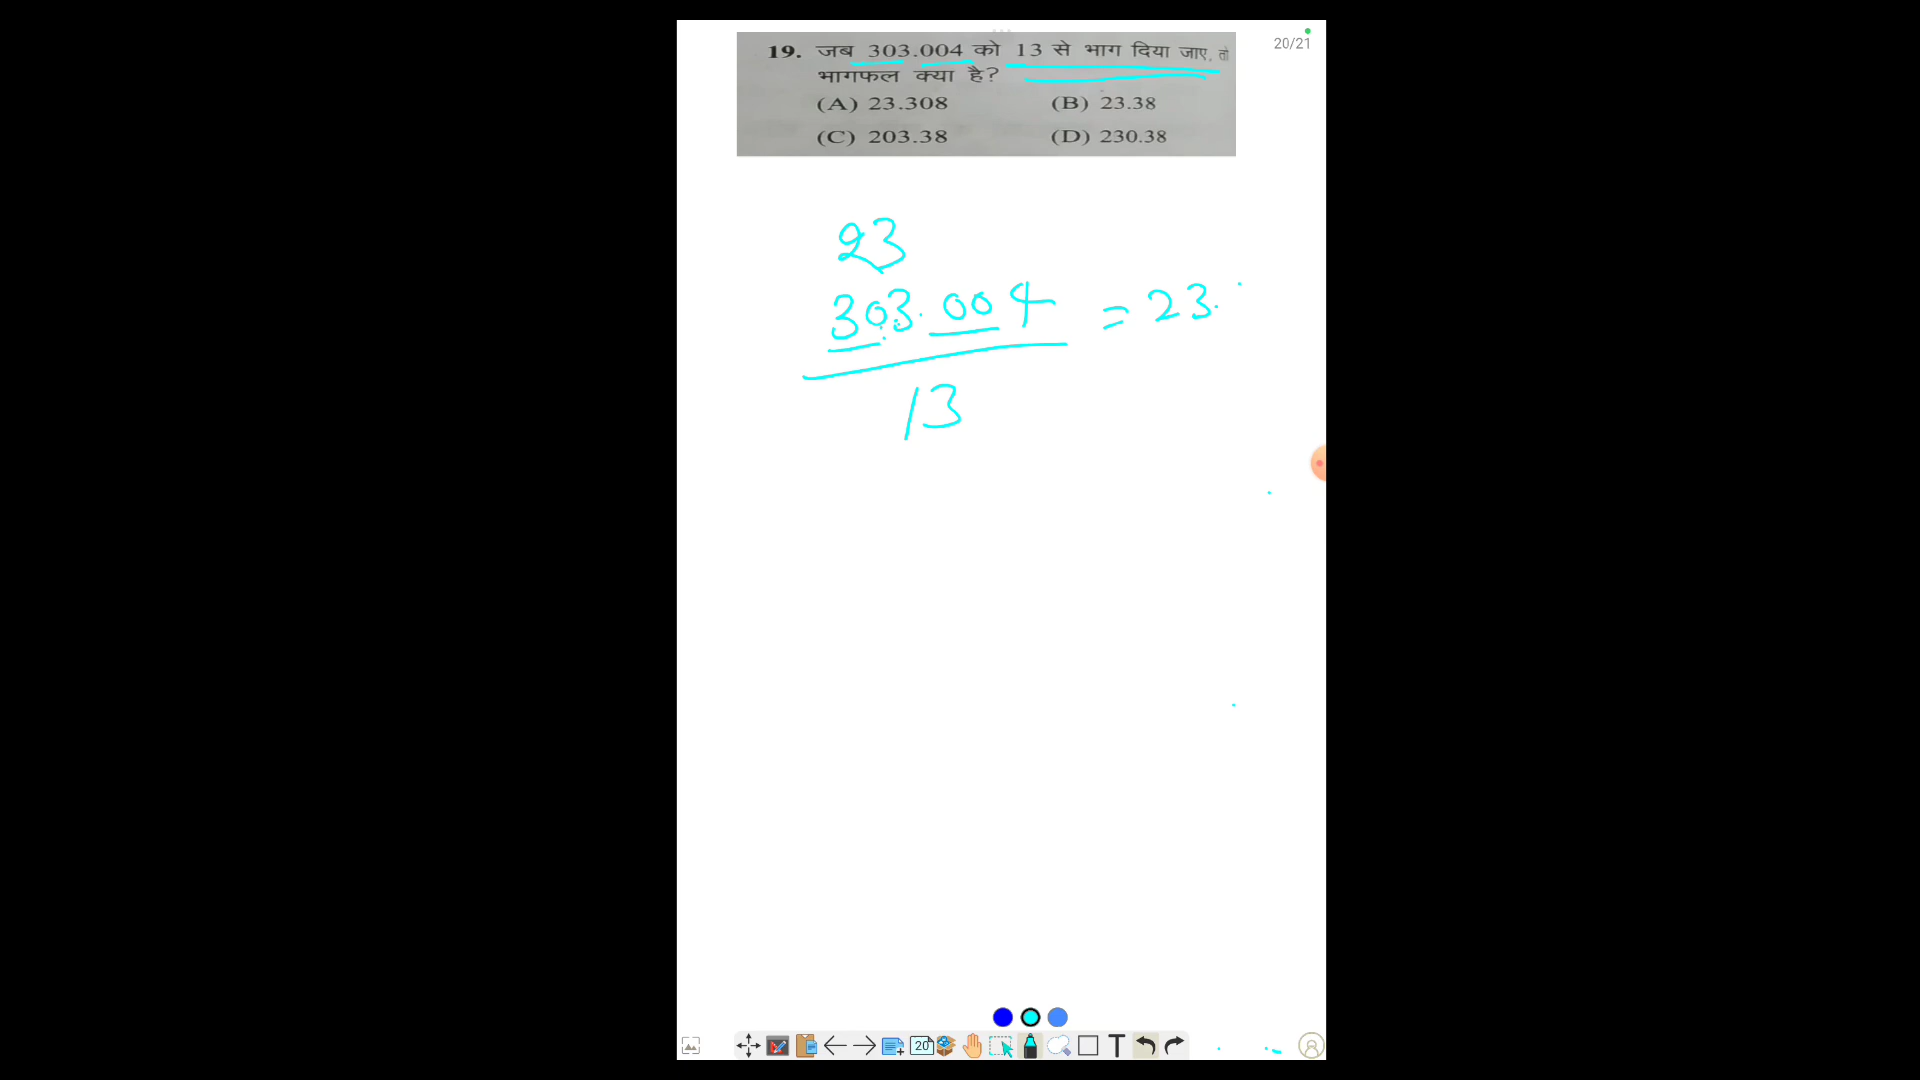 20/21
19. जब 303.004 को 13 से भाग दिया जाए, तो
भागफल क्या है?
(A) 23.308 (B) 23.38
(C) 203.38 (D) 230.38
23
303.004 = 23.
13
20 T